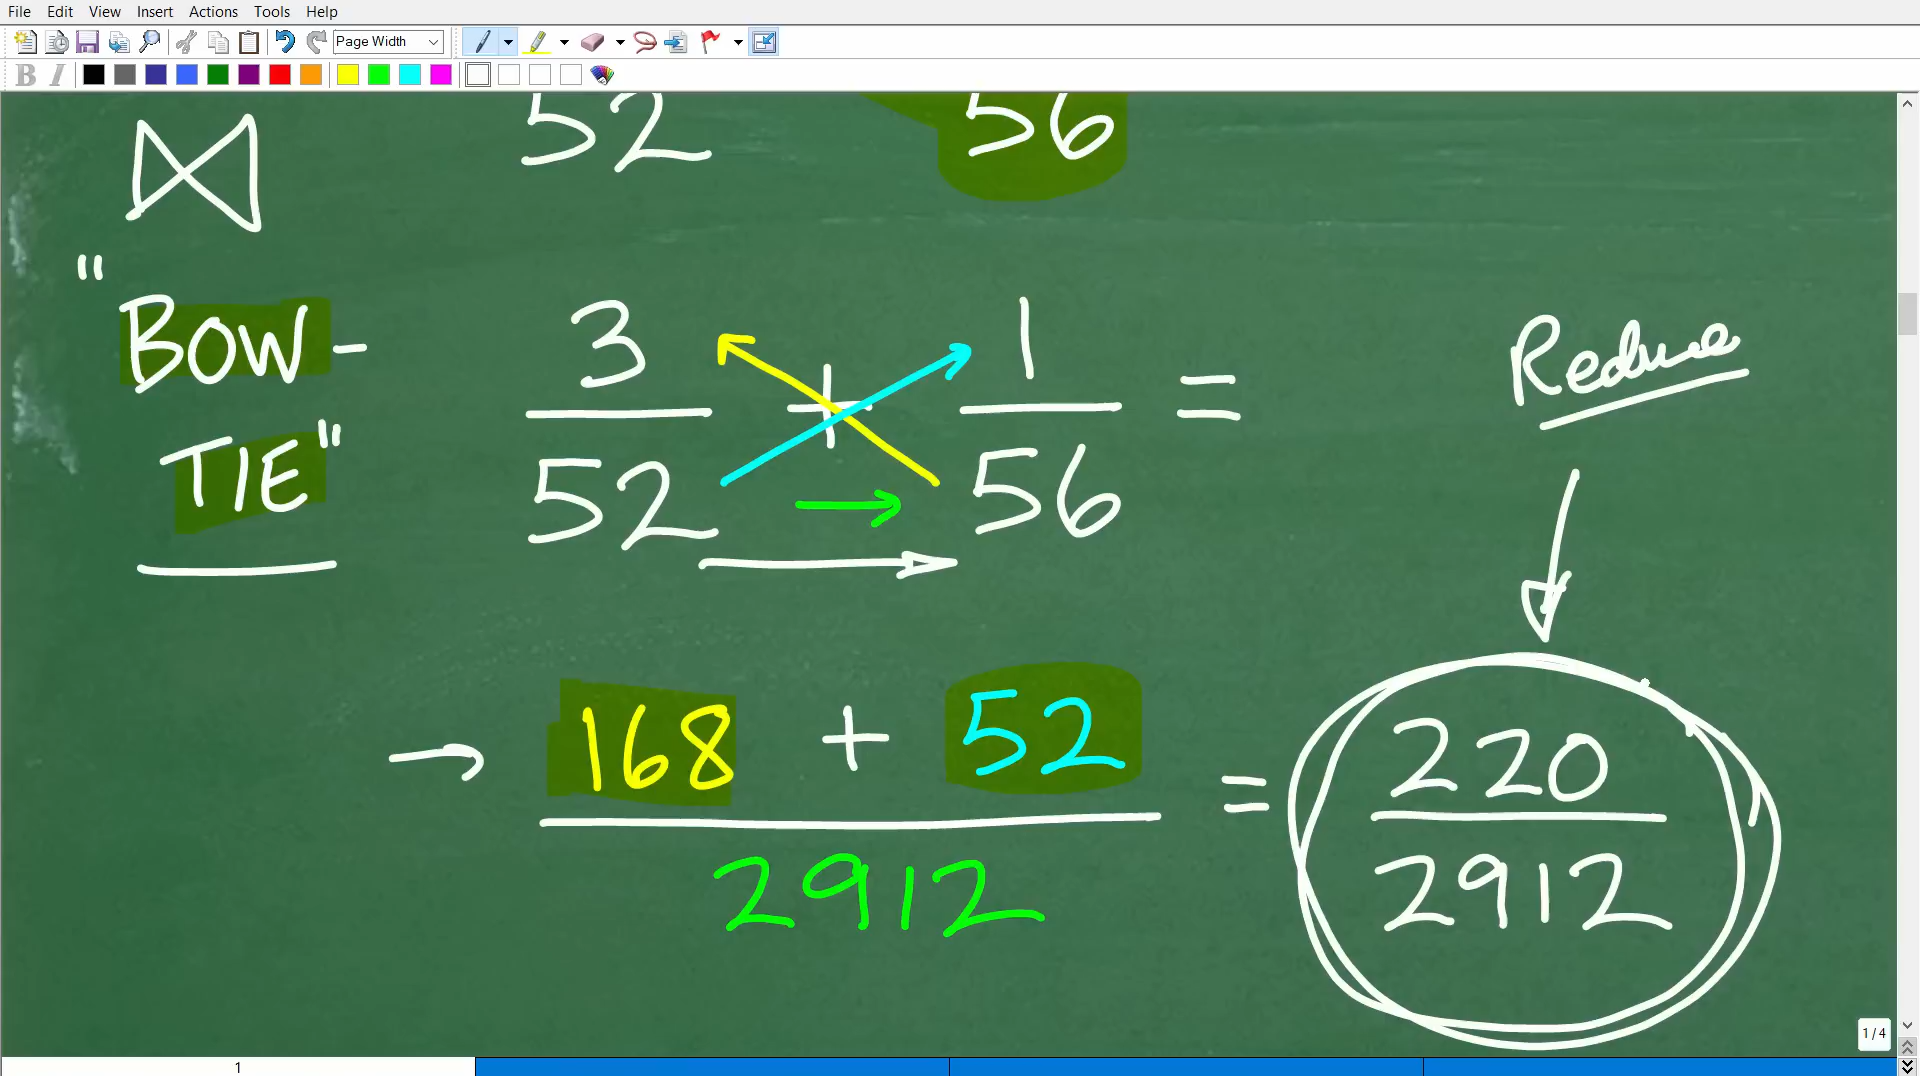 File Edit View Insert Actions Tools Help
Page Width
B I
52 56
"BOW-
TIE"
3/52 + 1/56 =
Reduce
→ (168 + 52)/2912 = 220/2912
1 / 4
1